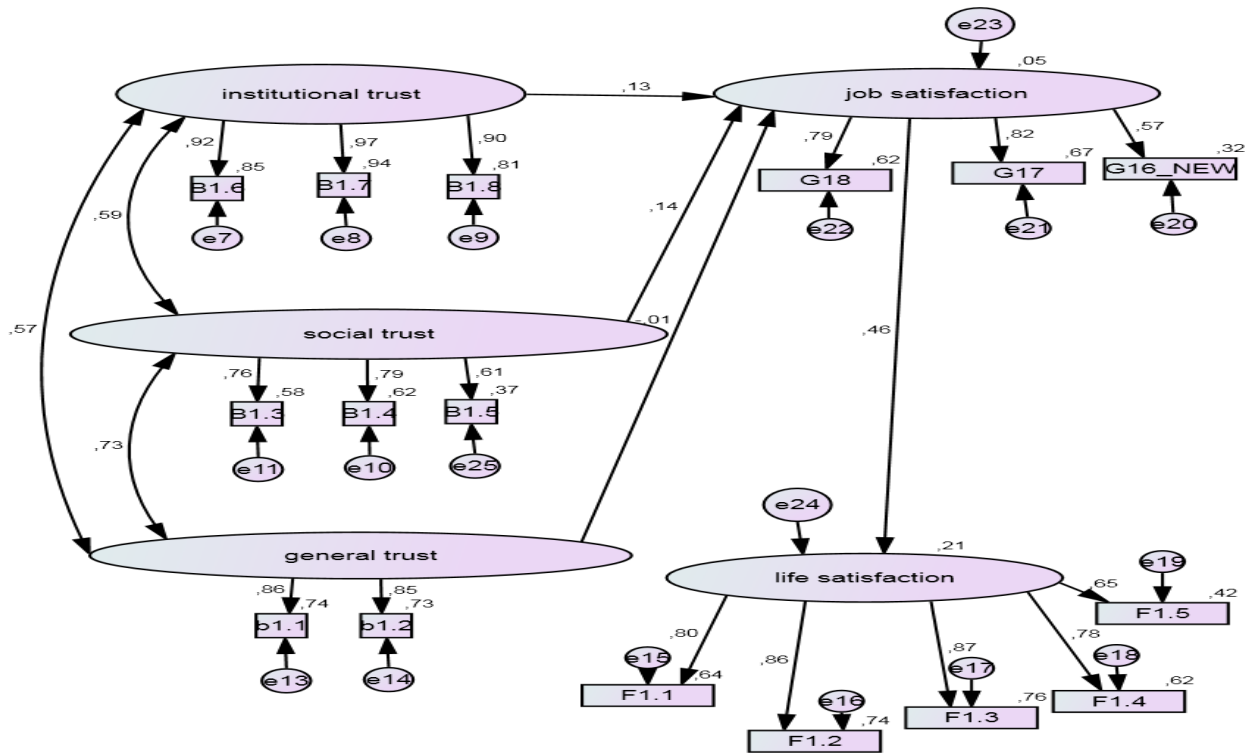 e23
,05
institutional trust
,13
job satisfaction
,92
,97
,90
,79
,82
,57
,85
,94
,81
,62
,67
,32
B1.6
B1.7
B1.8
G18
G17
G16_NEW
e7
e8
e9
e22
e21
e20
,59
,14
,57
-,01
social trust
,46
,76
,79
,61
,58
,62
,37
B1.3
B1.4
B1.5
,73
e11
e10
e25
e24
general trust
,21
life satisfaction
e19
,86
,85
,65
,42
,74
,73
F1.5
b1.1
b1.2
,80
,86
,87
,78
e13
e14
e15
e17
e18
,64
,62
F1.1
e16
,76
F1.4
,74
F1.3
F1.2